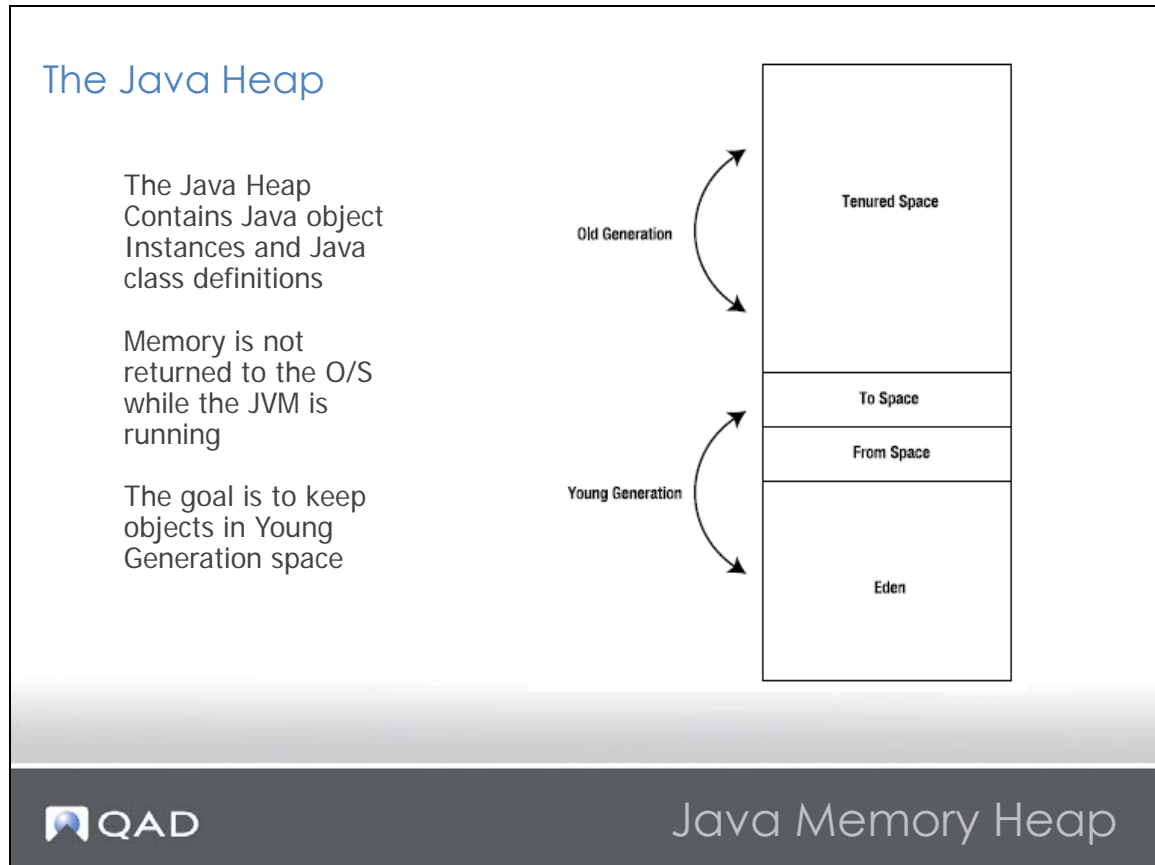 The Java Heap
The Java Heap
Contains Java object
Instances and Java
class definitions
Memory is not
returned to the O/S
while the JVM is
running
The goal is to keep
objects in Young
Generation space
Tenured Space
Old Generation
To Space
From Space
Young Generation
Eden
QAD
Java Memory Heap